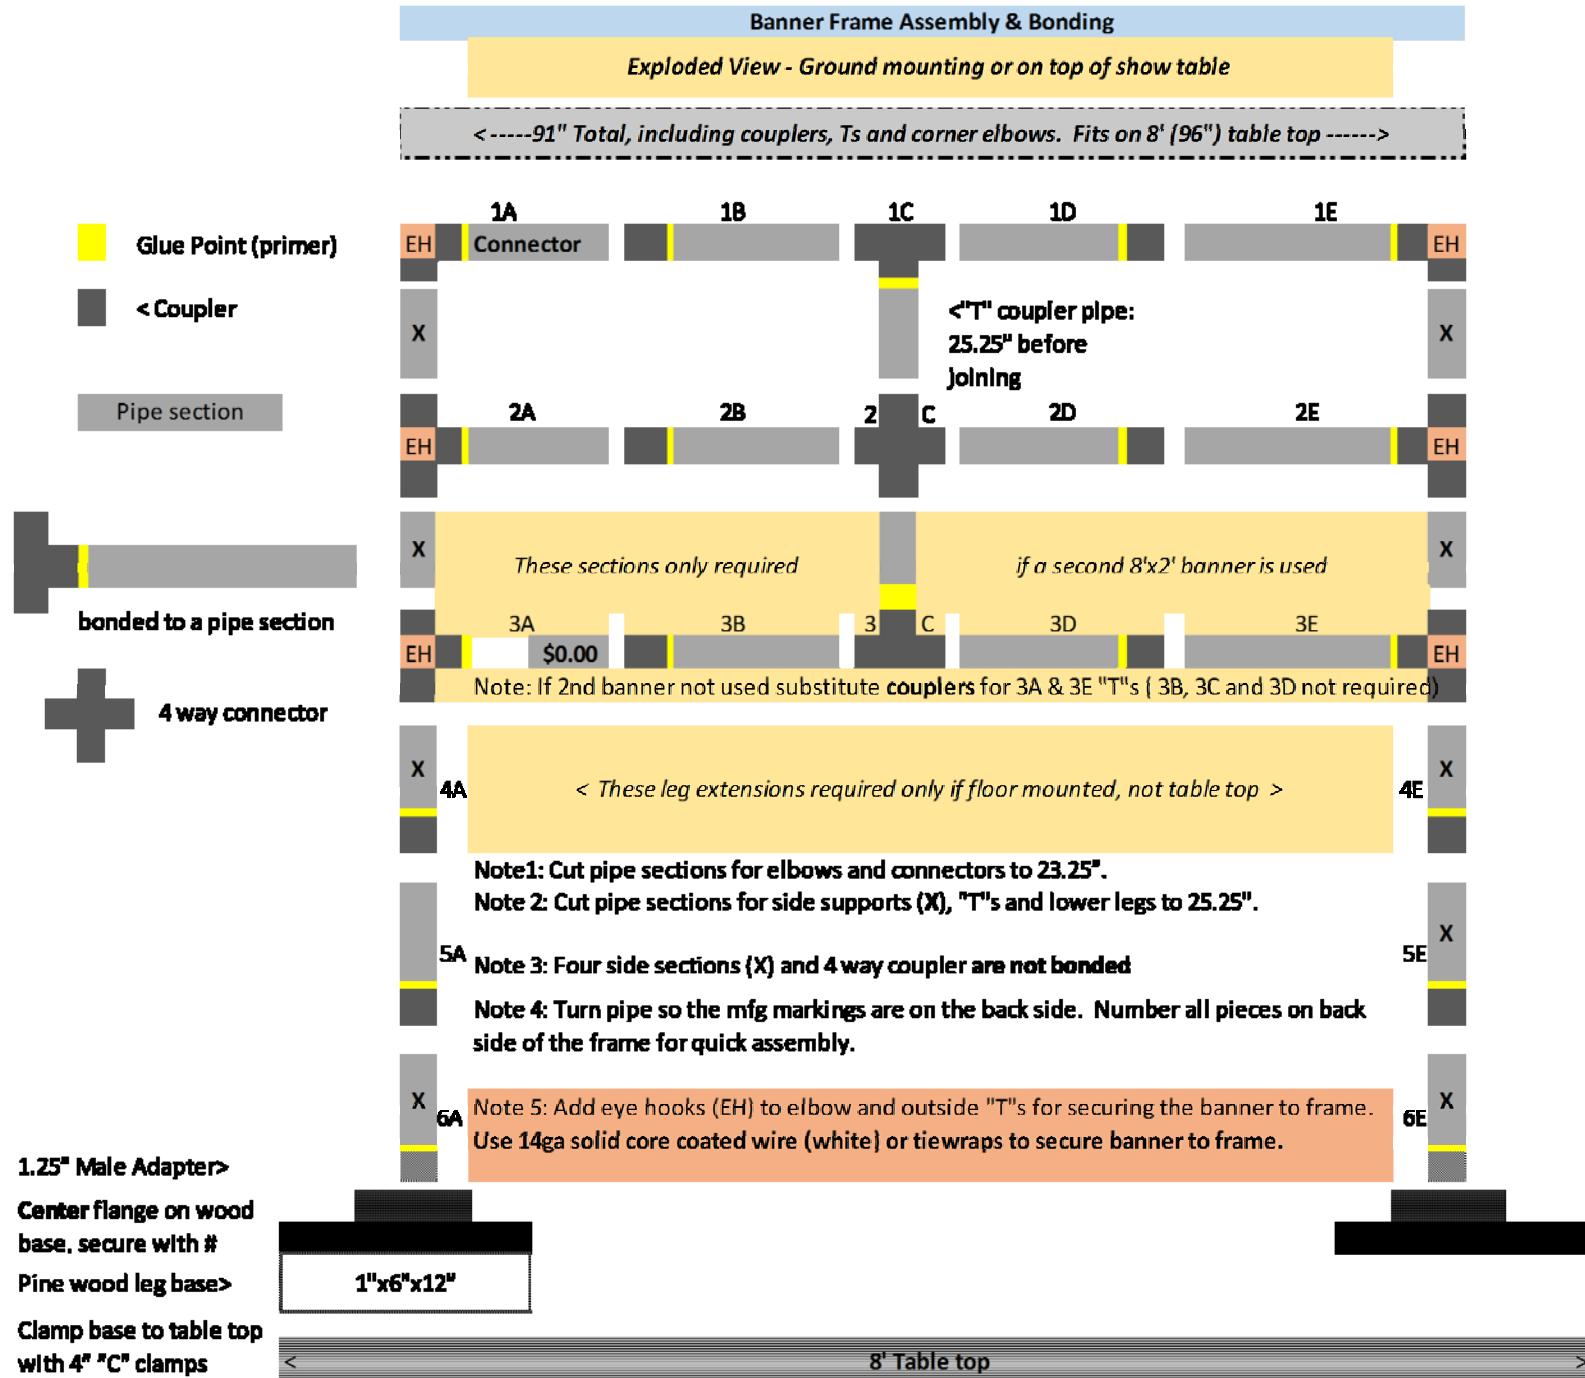 Banner Frame Assembly & Bonding
Exploded View - Ground mounting or on top of show table
< -----91" Total, including couplers, Ts and corner elbows.  Fits on 8' (96") table top ------>
1A 1B 1C 1D 1E
Glue Point (primer)
EH Connector EH
< Coupler
X X
<"T" coupler pipe:
25.25" before
joining
Pipe section
2A 2B 2 C 2D 2E
EH EH
X These sections only required if a second 8'x2' banner is used X
bonded to a pipe section
3A 3B 3 C 3D 3E
EH $0.00 EH
Note: If 2nd banner not used substitute couplers for 3A & 3E "T"s ( 3B, 3C and 3D not required)
4 way connector
X X
4A < These leg extensions required only if floor mounted, not table top > 4E
Note1: Cut pipe sections for elbows and connectors to 23.25".
Note 2: Cut pipe sections for side supports (X), "T"s and lower legs to 25.25".
X
5A 5E
Note 3: Four side sections (X) and 4 way coupler are not bonded
Note 4: Turn pipe so the mfg markings are on the back side.  Number all pieces on back
side of the frame for quick assembly.
X X
6A 6E
Note 5: Add eye hooks (EH) to elbow and outside "T"s for securing the banner to frame.
Use 14ga solid core coated wire (white) or tiewraps to secure banner to frame.
1.25" Male Adapter>
Center flange on wood
base, secure with #
Pine wood leg base> 1"x6"x12"
Clamp base to table top
with 4" "C" clamps
< 8' Table top >